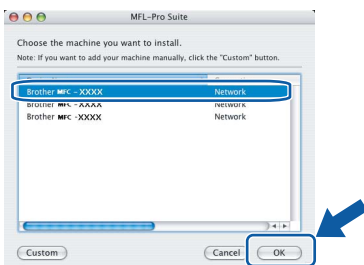 MFL-Pro Suite
Choose the machine you want to install.
Note: If you want to add your machine manually, click the "Custom" button.
Brother MFC - XXXX Network
Brother MFC - XXXX Network
Brother MFC - XXXX Network
Custom Cancel OK